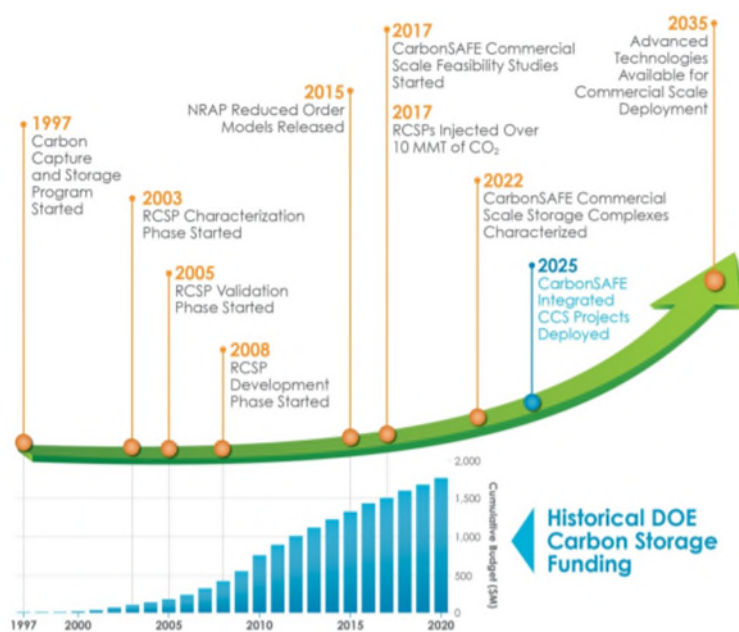 1997
Carbon
Capture
and Storage
Program
Started
2003
RCSP Characterization
Phase Started
2005
RCSP Validation
Phase Started
2008
RCSP
Development
Phase Started
2015
NRAP Reduced Order
Models Released
2017
CarbonSAFE Commercial
Scale Feasibility Studies
Started
2017
RCSPs Injected Over
10 MMT of CO₂
2022
CarbonSAFE Commercial
Scale Storage Complexes
Characterized
2025
CarbonSAFE
Integrated
CCS Projects
Deployed
2035
Advanced
Technologies
Available for
Commercial Scale
Deployment
2,000
1,500
1,000
500
0
Cumulative Budget ($M)
1997
2000
2005
2010
2015
2020
Historical DOE
Carbon Storage
Funding